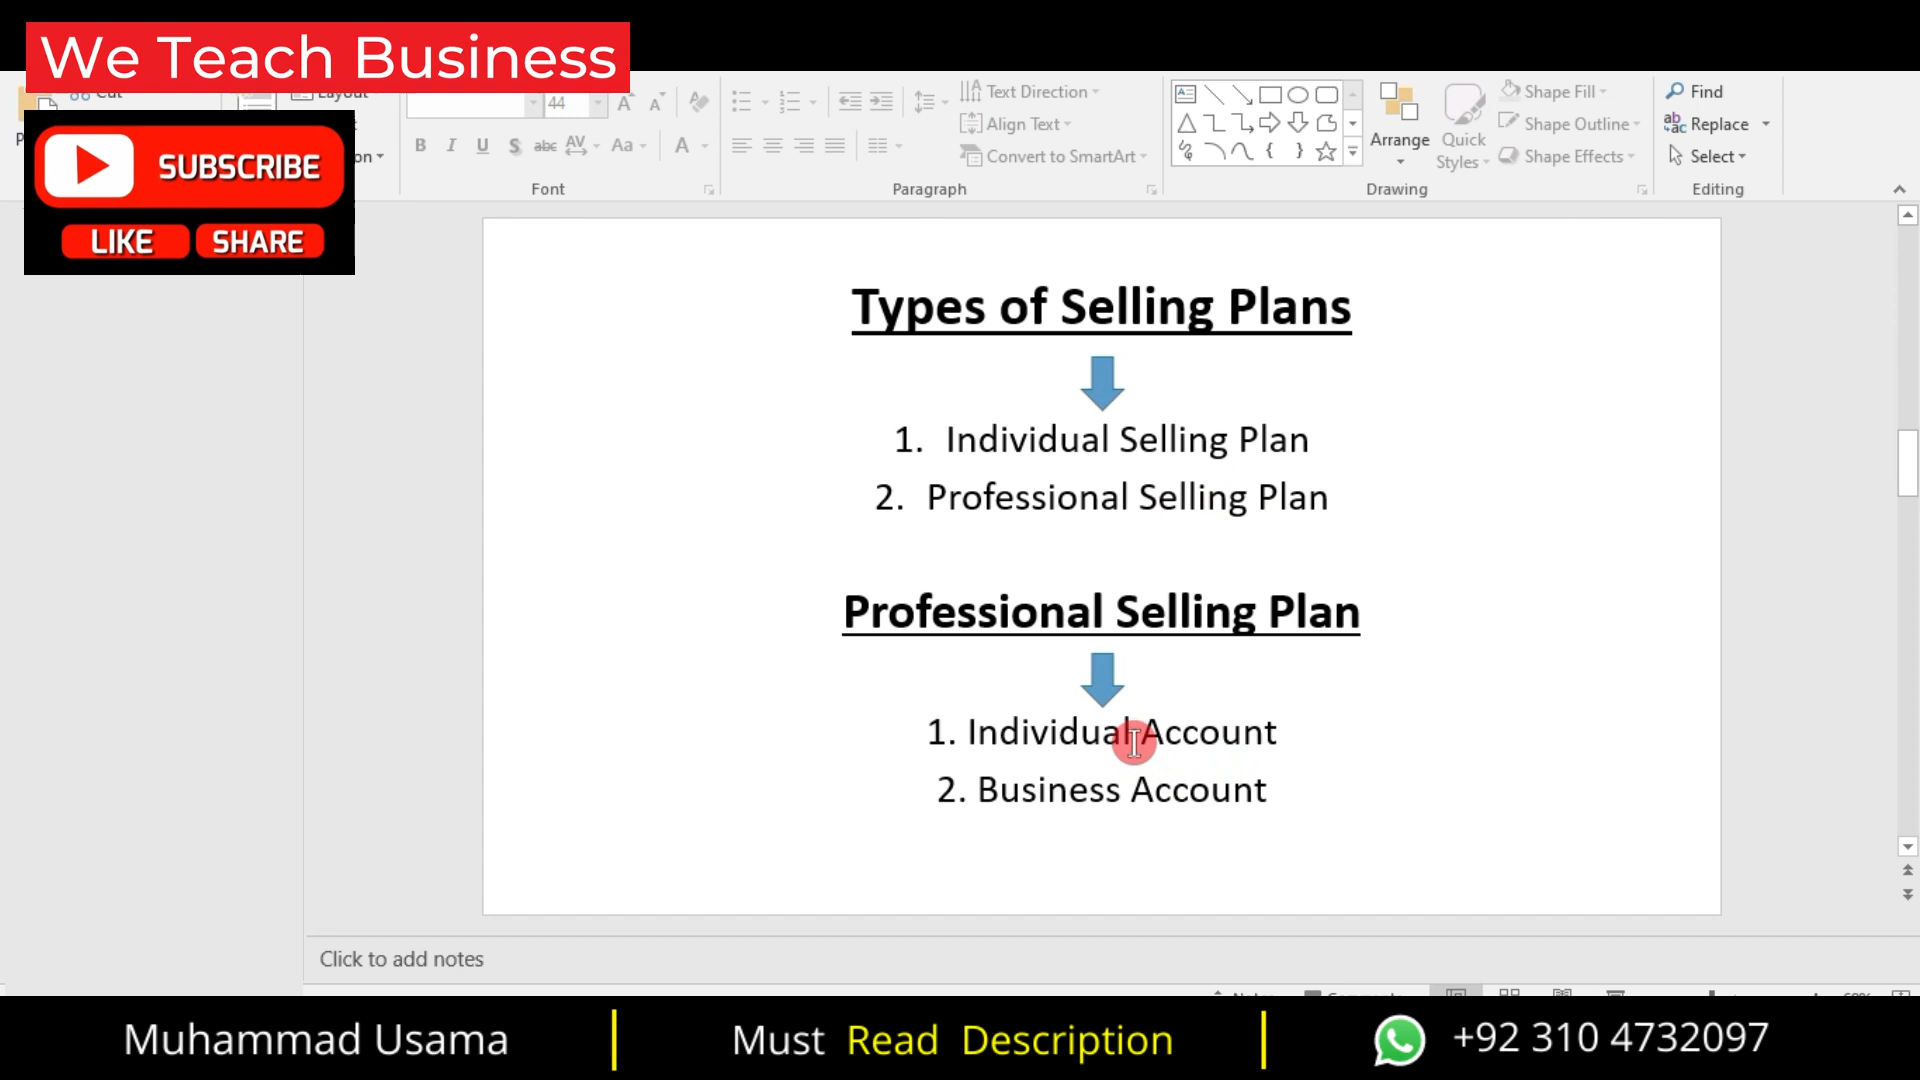 We Teach Business
Cut
Layout
SUBSCRIBE
LIKE SHARE
44
Font
Text Direction
Align Text
Convert to SmartArt
Paragraph
Arrange
Quick
Styles
Shape Fill
Shape Outline
Shape Effects
Drawing
Find
Replace
Select
Editing
Types of Selling Plans
1. Individual Selling Plan
2. Professional Selling Plan
Professional Selling Plan
1. Individual Account
2. Business Account
Click to add notes
Muhammad Usama
Must Read Description
+92 310 4732097